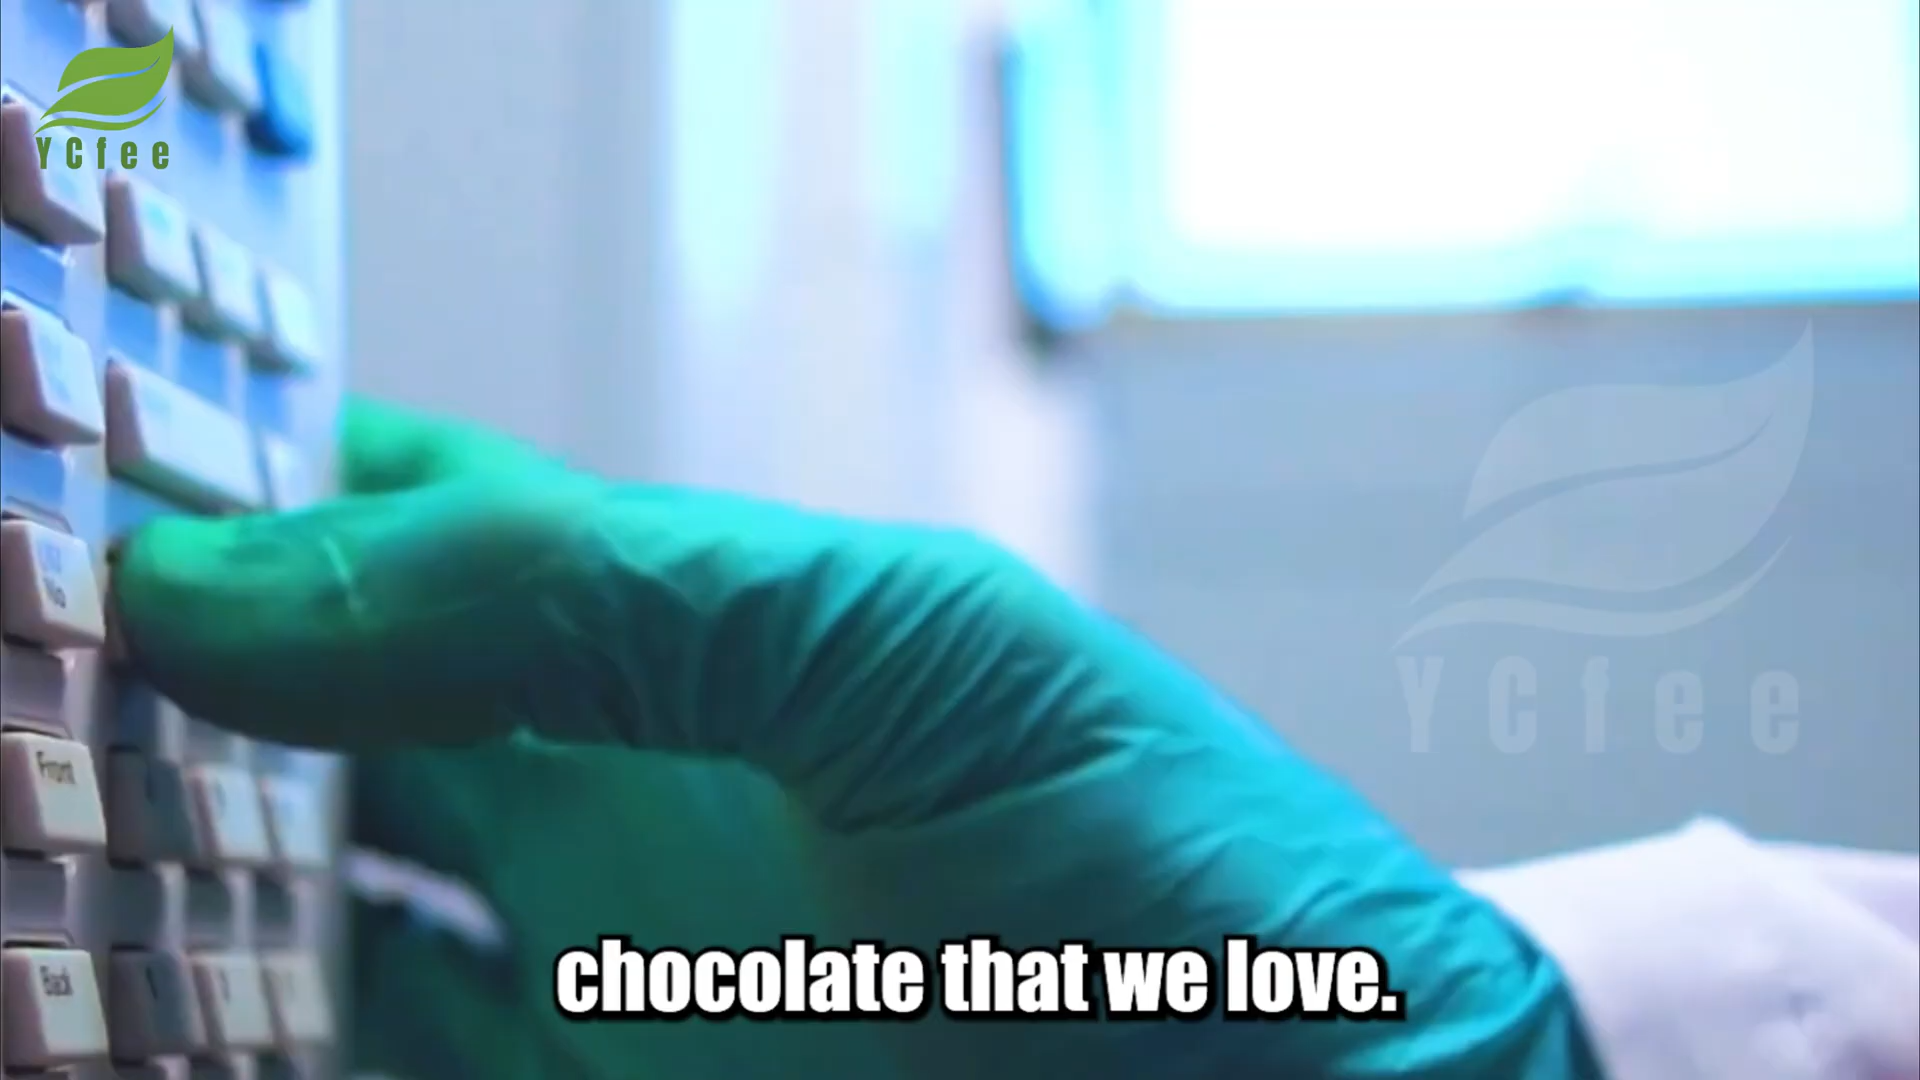 YCfee
YCfee
Front
Back
chocolate that we love.